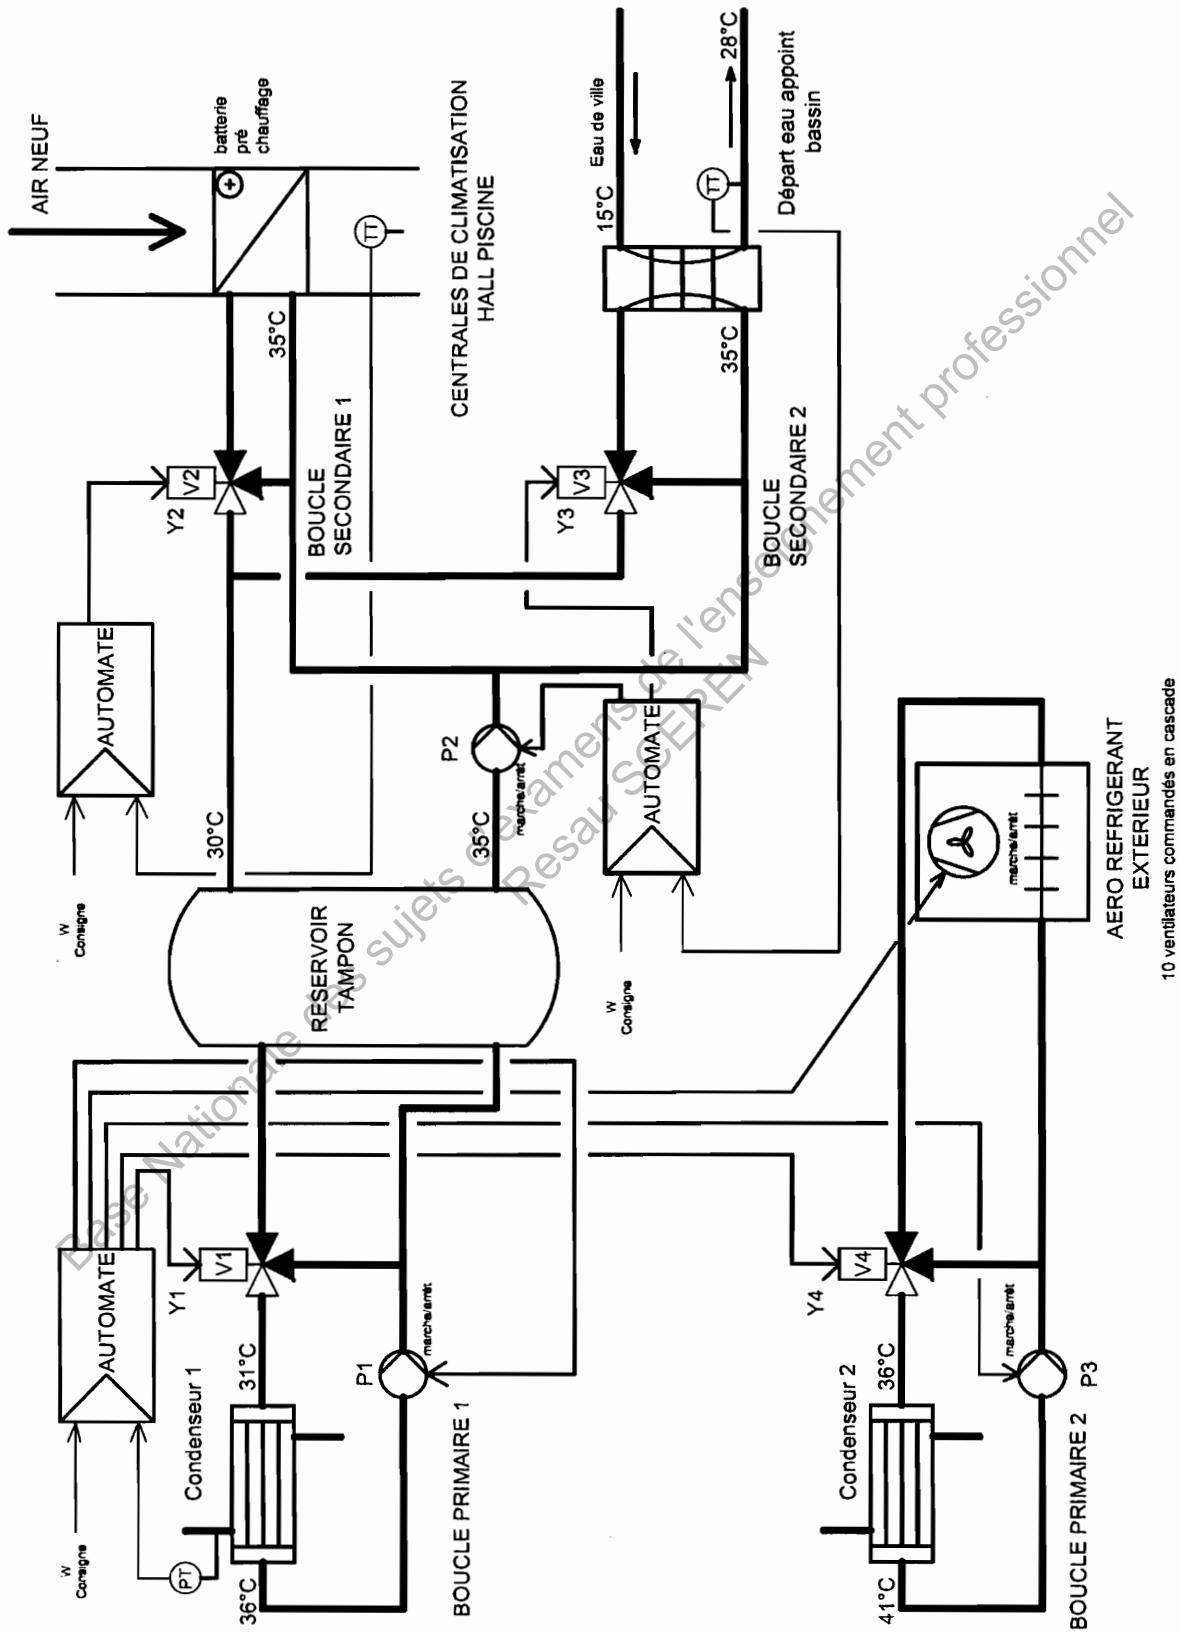 AIR NEUF
batterie
pré
chauffage
TT
CENTRALES DE CLIMATISATION
HALL PISCINE
35°C
Eau de ville
15°C
28°C
TT
Départ eau appoint
bassin
35°C
V2
Y2
BOUCLE
SECONDAIRE 1
V3
Y3
BOUCLE
SECONDAIRE 2
AUTOMATE
W
Consigne
30°C
P2
marche/arrêt
35°C
AUTOMATE
W
Consigne
RESERVOIR
TAMPON
marche/arrêt
AERO REFRIGERANT
EXTERIEUR
10 ventilateurs commandés en cascade
AUTOMATE
W
Consigne
PT
V1
Y1
31°C
Condenseur 1
36°C
P1
marche/arrêt
BOUCLE PRIMAIRE 1
V4
Y4
36°C
Condenseur 2
41°C
marche/arrêt
P3
BOUCLE PRIMAIRE 2
Base Nationale des sujets d'examens de l'enseignement professionnel
Resau SCEREN